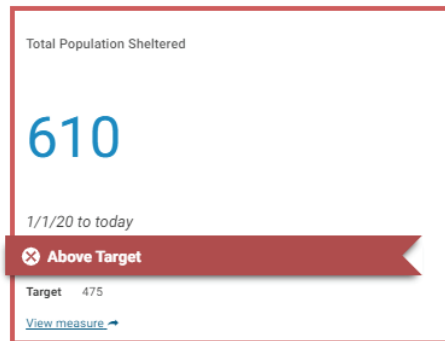 Total Population Sheltered
610
1/1/20 to today
Above Target
Target 475
View measure